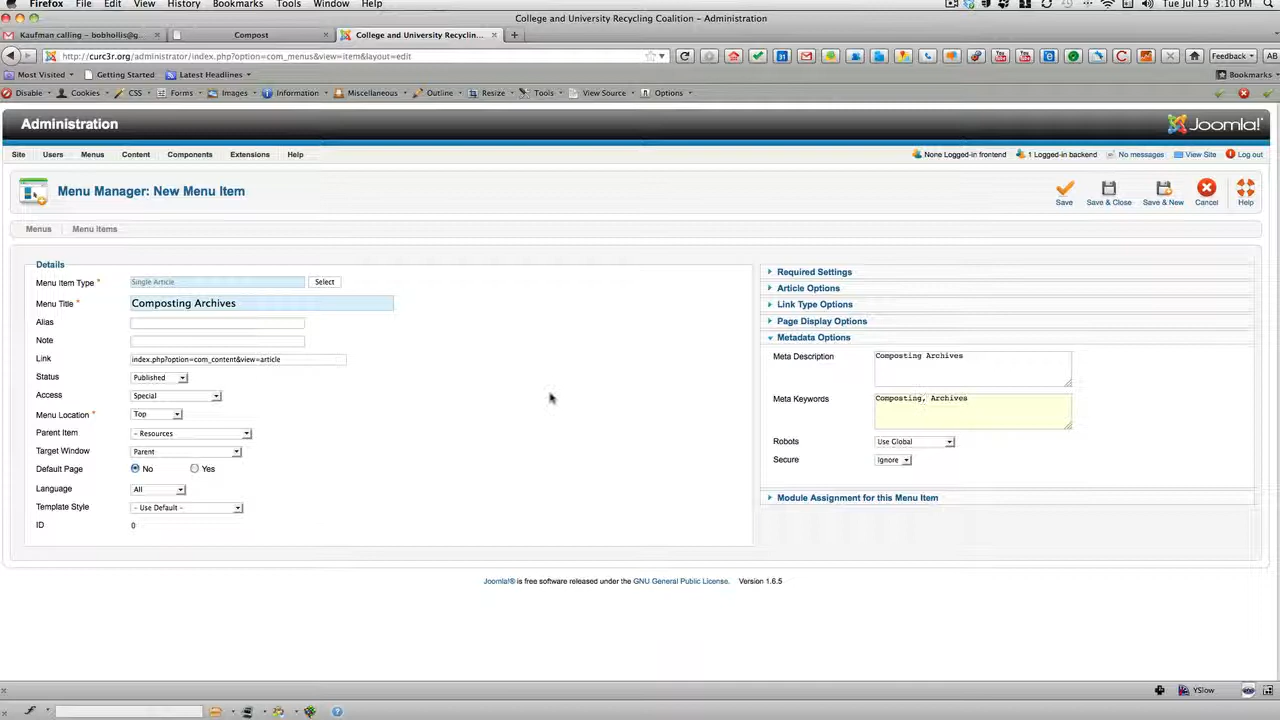 Firefox File Edit View History Bookmarks Tools Window Help Tue Jul 19 3:10 PM
College and University Recycling Coalition - Administration
Kaufman calling – bobhollis@g... Compost College and University Recyclin...
http://curc3r.org/administrator/index.php?option=com_menus&view=item&layout=edit Feedback AB
Most Visited Getting Started Latest Headlines Bookmarks
Disable Cookies CSS Forms Images Information Miscellaneous Outline Resize Tools View Source Options
Administration Joomla!
Site Users Menus Content Components Extensions Help None Logged-in frontend 1 Logged-in backend No messages View Site Log out
Menu Manager: New Menu Item Save Save & Close Save & New Cancel Help
Menus Menu Items
Details
Menu Item Type * Single Article Select
Menu Title * Composting Archives
Alias
Note
Link index.php?option=com_content&view=article
Status Published
Access Special
Menu Location * Top
Parent Item - Resources
Target Window Parent
Default Page No Yes
Language All
Template Style - Use Default -
ID 0
Required Settings
Article Options
Link Type Options
Page Display Options
Metadata Options
Meta Description Composting Archives
Meta Keywords Composting, Archives
Robots Use Global
Secure Ignore
Module Assignment for this Menu Item
Joomla!® is free software released under the GNU General Public License. Version 1.6.5
YSlow